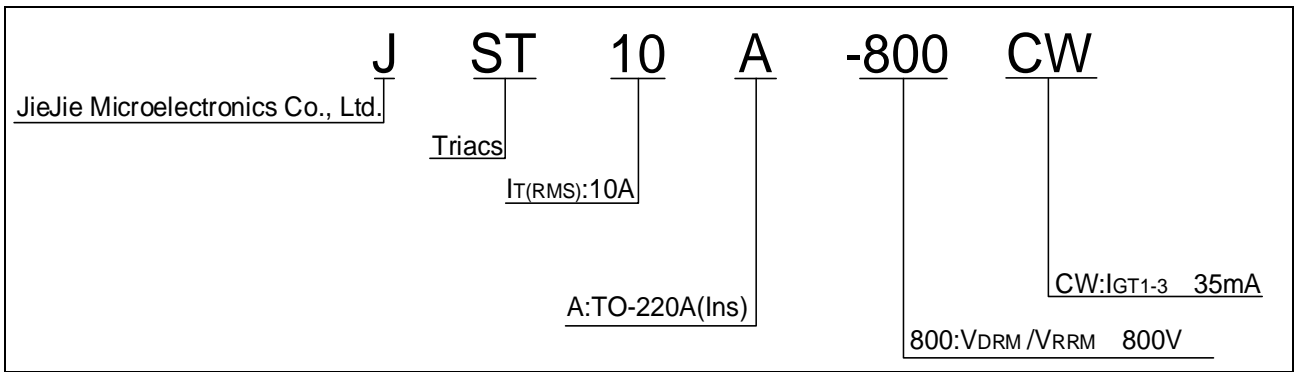 J ST 10 A -800 CW
JieJie Microelectronics Co., Ltd.
Triacs
IT(RMS):10A
CW:IGT1-3 35mA
A:TO-220A(Ins)
800:VDRM /VRRM 800V